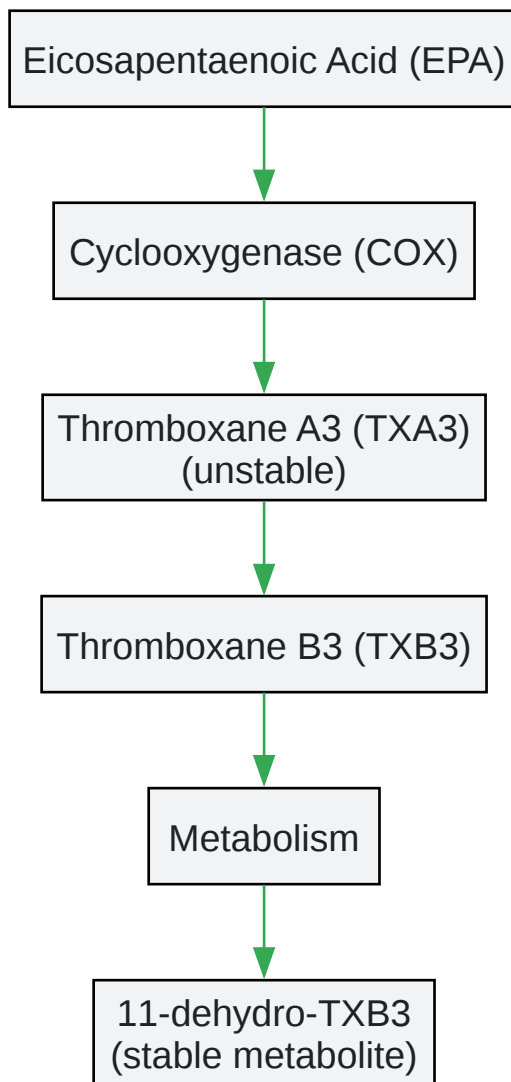 Eicosapentaenoic Acid (EPA)
Cyclooxygenase (COX)
Thromboxane A3 (TXA3)
(unstable)
Thromboxane B3 (TXB3)
Metabolism
11-dehydro-TXB3
(stable metabolite)